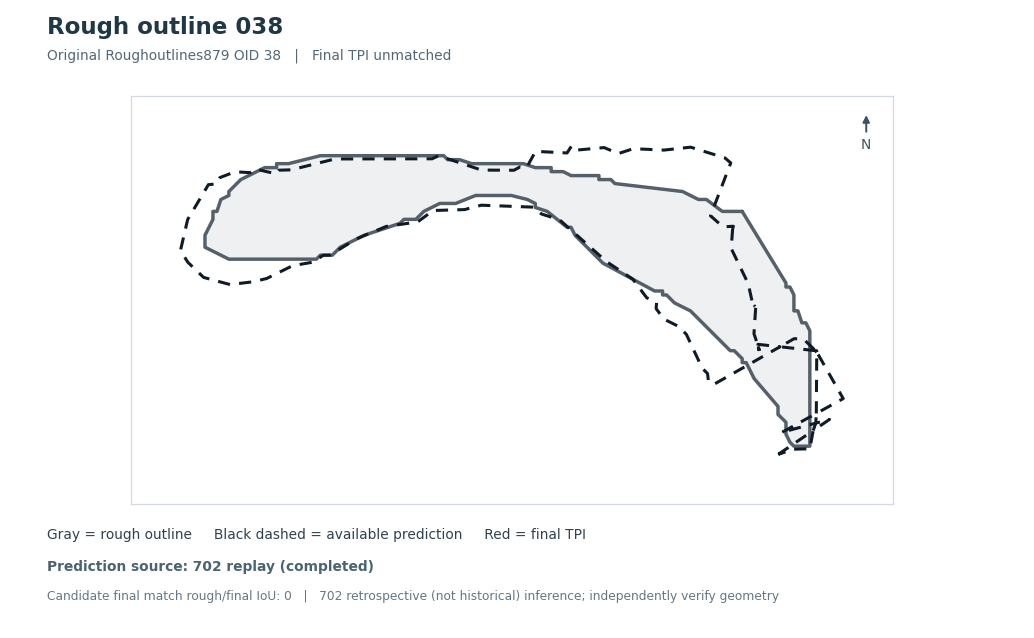 Rough outline 038
Original Roughoutlines879 OID 38   |   Final TPI unmatched
N
Gray = rough outline     Black dashed = available prediction     Red = final TPI
Prediction source: 702 replay (completed)
Candidate final match rough/final IoU: 0   |   702 retrospective (not historical) inference; independently verify geometry